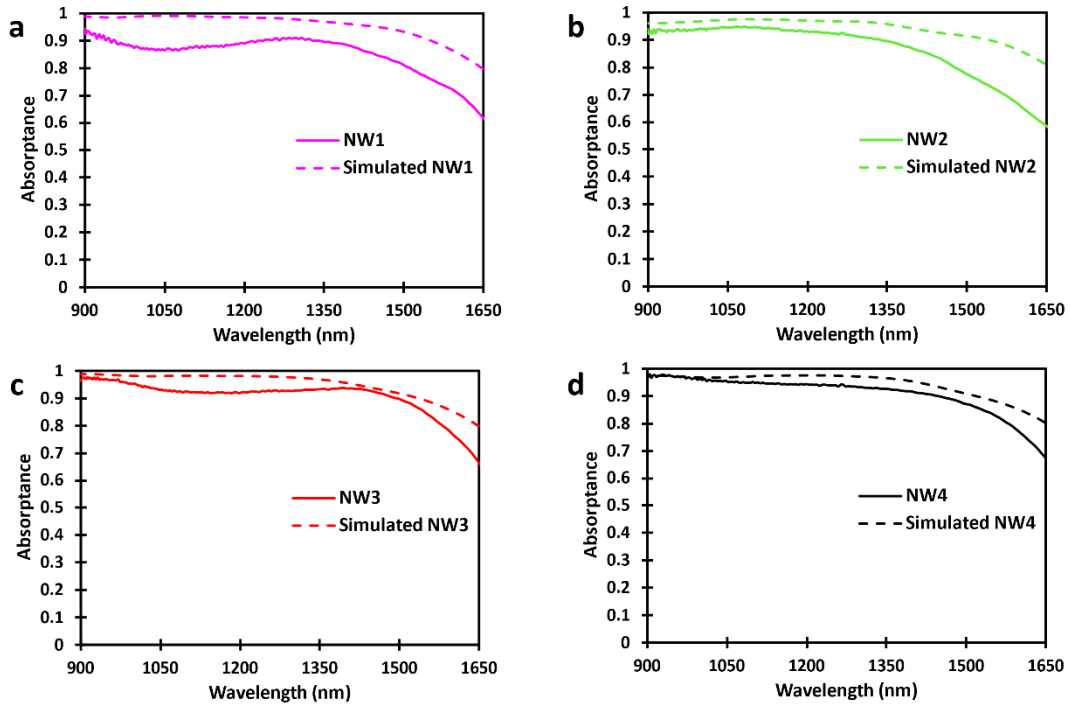 a
1
0.9
0.8
0.7
0.6
0.5
0.4
0.3
0.2
0.1
0
Absorptance
NW1
Simulated NW1
900 1050 1200 1350 1500 1650
Wavelength (nm)
b
1
0.9
0.8
0.7
0.6
0.5
0.4
0.3
0.2
0.1
0
Absorptance
NW2
Simulated NW2
900 1050 1200 1350 1500 1650
Wavelength (nm)
c
1
0.9
0.8
0.7
0.6
0.5
0.4
0.3
0.2
0.1
0
Absorptance
NW3
Simulated NW3
900 1050 1200 1350 1500 1650
Wavelength (nm)
d
1
0.9
0.8
0.7
0.6
0.5
0.4
0.3
0.2
0.1
0
Absorptance
NW4
Simulated NW4
900 1050 1200 1350 1500 1650
Wavelength (nm)